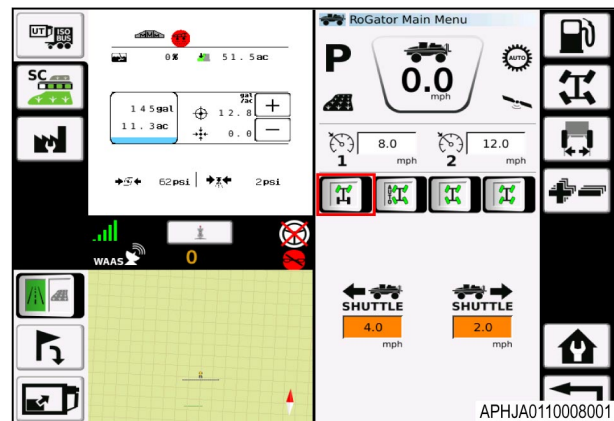 UT ISO
BUS
SC
0% 51.5ac
145gal
11.3ac
gal
/ac
12.8
0.0
+
−
62psi 2psi
WAAS
0
RoGator Main Menu
P
0.0
mph
AUTO
1
8.0
mph
2
12.0
mph
SHUTTLE
4.0
mph
SHUTTLE
2.0
mph
APHJA0110008001